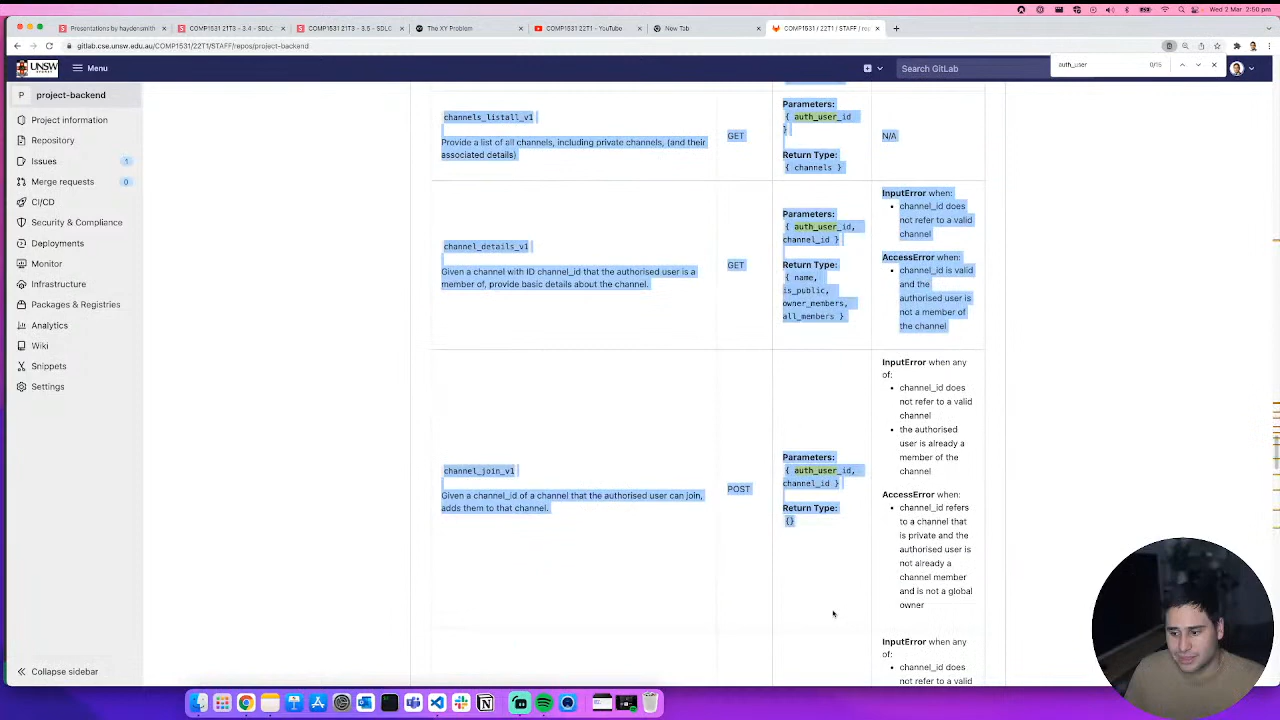 Wed 2 Mar 2:50 pm
Presentations by haydensmith
COMP1531 21T3 - 3.4 - SDLC
COMP1531 21T3 - 3.5 - SDLC
The XY Problem
COMP1531 22T1 - YouTube
New Tab
COMP1531 / 22T1 / STAFF / rec
gitlab.cse.unsw.edu.au/COMP1531/22T1/STAFF/repos/project-backend
auth_user
0/15
UNSW
Menu
Search GitLab
P project-backend
Project information
Repository
Issues 1
Merge requests 0
CI/CD
Security & Compliance
Deployments
Monitor
Infrastructure
Packages & Registries
Analytics
Wiki
Snippets
Settings
Collapse sidebar
channels_listall_v1
Provide a list of all channels, including private channels, (and their
associated details)
GET
Parameters:
{ auth_user_id
}
Return Type:
{ channels }
N/A
channel_details_v1
Given a channel with ID channel_id that the authorised user is a
member of, provide basic details about the channel.
GET
Parameters:
{ auth_user_id,
channel_id }
Return Type:
{ name,
is_public,
owner_members,
all_members }
InputError when:
• channel_id does
not refer to a valid
channel
AccessError when:
• channel_id is valid
and the
authorised user is
not a member of
the channel
channel_join_v1
Given a channel_id of a channel that the authorised user can join,
adds them to that channel.
POST
Parameters:
{ auth_user_id,
channel_id }
Return Type:
{}
InputError when any
of:
• channel_id does
not refer to a valid
channel
• the authorised
user is already a
member of the
channel
AccessError when:
• channel_id refers
to a channel that
is private and the
authorised user is
not already a
channel member
and is not a global
owner
InputError when any
of:
• channel_id does
not refer to a valid